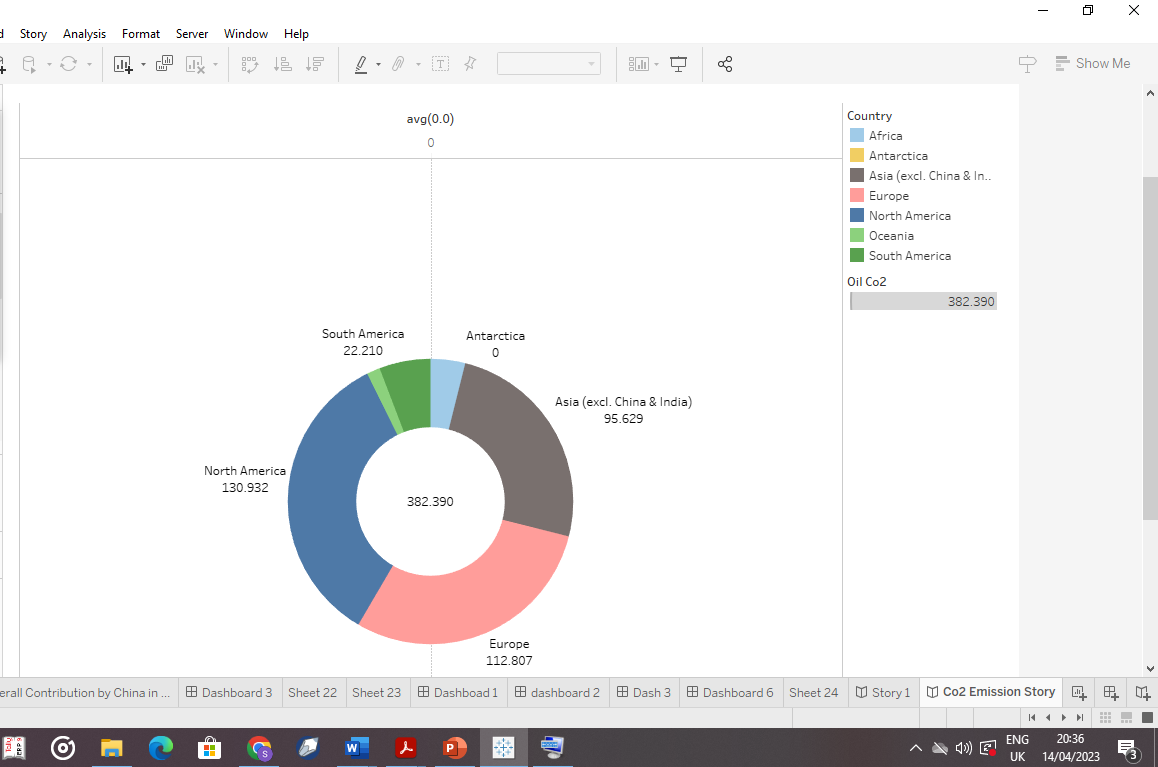 d Story Analysis Format Server Window Help
Show Me
avg(0.0)
0
Country
Africa
Antarctica
Asia (excl. China & In..
Europe
North America
Oceania
South America
Oil Co2
382.390
South America
22.210
Antarctica
0
Asia (excl. China & India)
95.629
North America
130.932
382.390
Europe
112.807
erall Contribution by China in ... Dashboard 3 Sheet 22 Sheet 23 Dashboad 1 dashboard 2 Dash 3 Dashboard 6 Sheet 24 Story 1 Co2 Emission Story
ENG 20:36
UK 14/04/2023 3